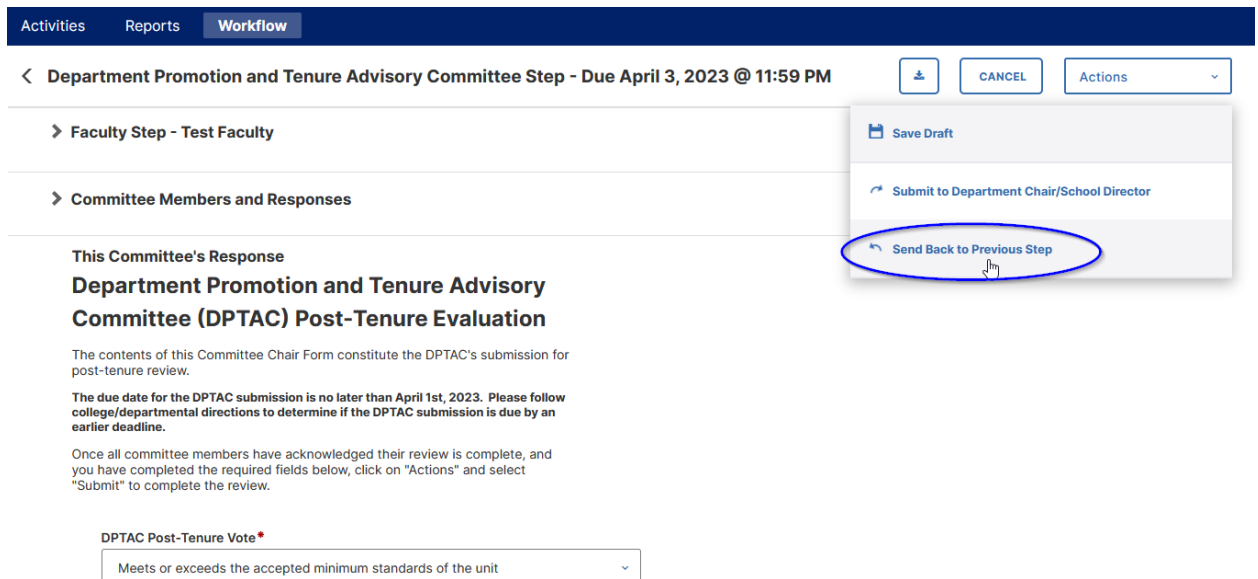 Activities Reports Workflow
Department Promotion and Tenure Advisory Committee Step - Due April 3, 2023 @ 11:59 PM
CANCEL
Actions
Faculty Step - Test Faculty
Save Draft
Submit to Department Chair/School Director
Committee Members and Responses
Send Back to Previous Step
This Committee's Response
Department Promotion and Tenure Advisory
Committee (DPTAC) Post-Tenure Evaluation
The contents of this Committee Chair Form constitute the DPTAC's submission for
post-tenure review.
The due date for the DPTAC submission is no later than April 1st, 2023.  Please follow
college/departmental directions to determine if the DPTAC submission is due by an
earlier deadline.
Once all committee members have acknowledged their review is complete, and
you have completed the required fields below, click on "Actions" and select
"Submit" to complete the review.
DPTAC Post-Tenure Vote*
Meets or exceeds the accepted minimum standards of the unit